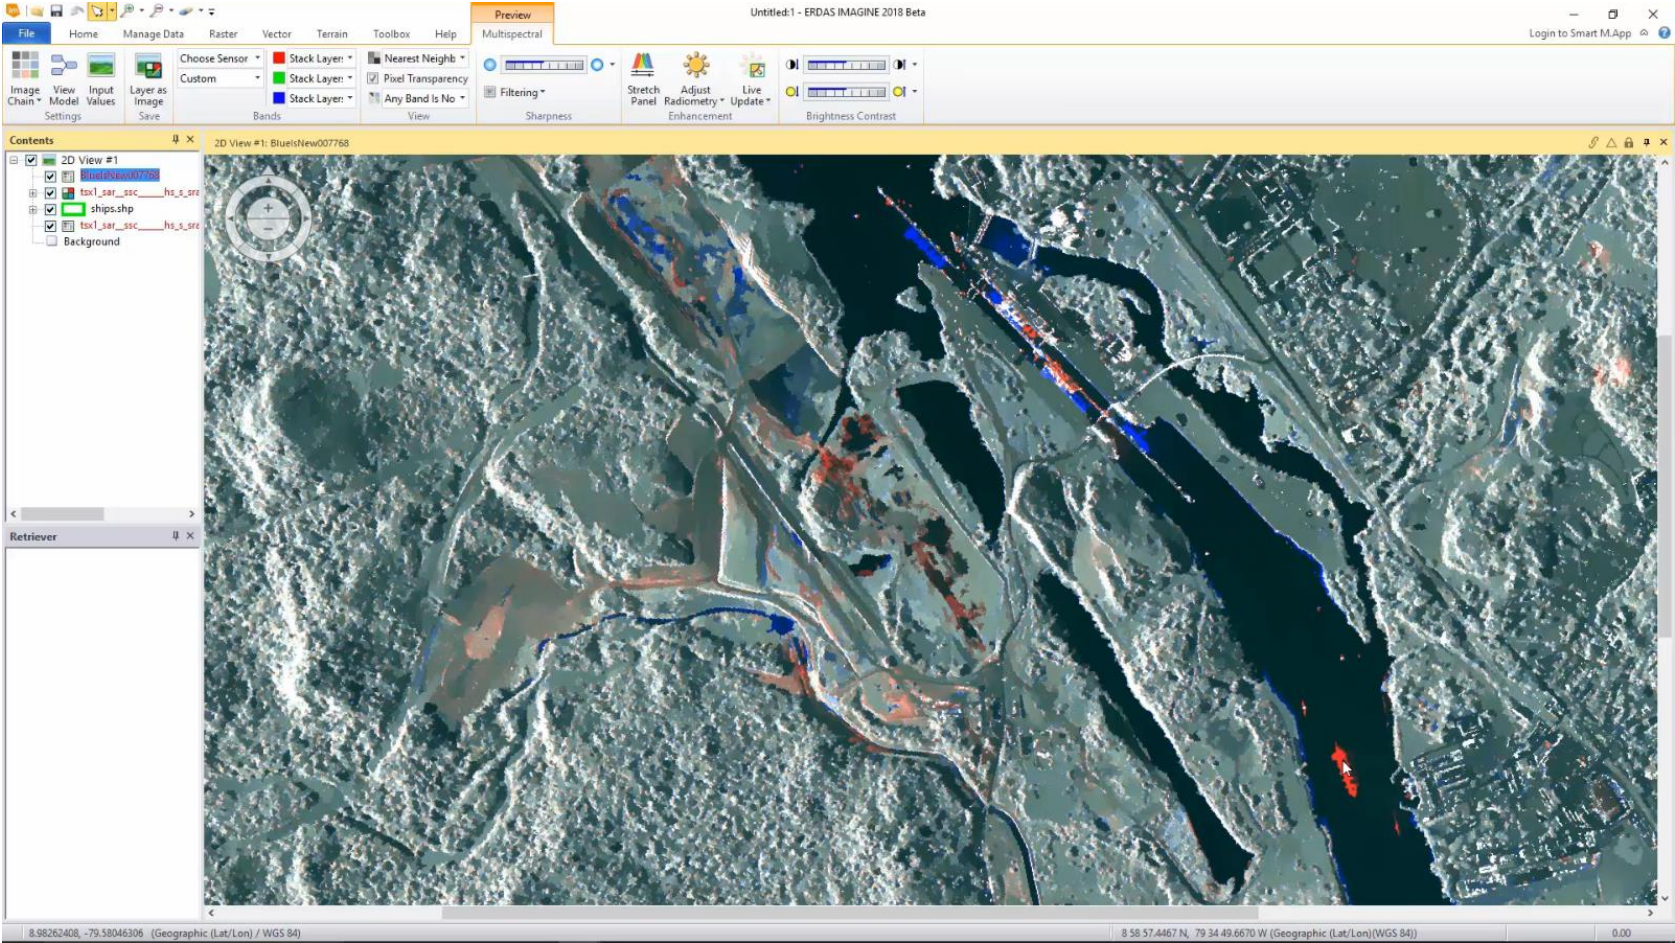 Untitled:1 - ERDAS IMAGINE 2018 Beta
Preview
File Home Manage Data Raster Vector Terrain Toolbox Help Multispectral
Login to Smart M.App
Image Chain
View Model
Input Values
Settings
Layer as Image
Save
Choose Sensor
Custom
Stack Layer:
Stack Layer:
Stack Layer:
Bands
Nearest Neighb
Pixel Transparency
Any Band Is No
View
Filtering
Sharpness
Stretch Panel
Adjust Radiometry
Live Update
Enhancement
Brightness Contrast
Contents
2D View #1
BlueIsNew007768
tsx1_sar__ssc_____hs_s_sra
ships.shp
tsx1_sar__ssc_____hs_s_sra
Background
Retriever
2D View #1: BlueIsNew007768
8.98262408, -79.58046306 (Geographic (Lat/Lon) / WGS 84)
8 58 57.4467 N, 79 34 49.6670 W (Geographic (Lat/Lon)(WGS 84))
0.00